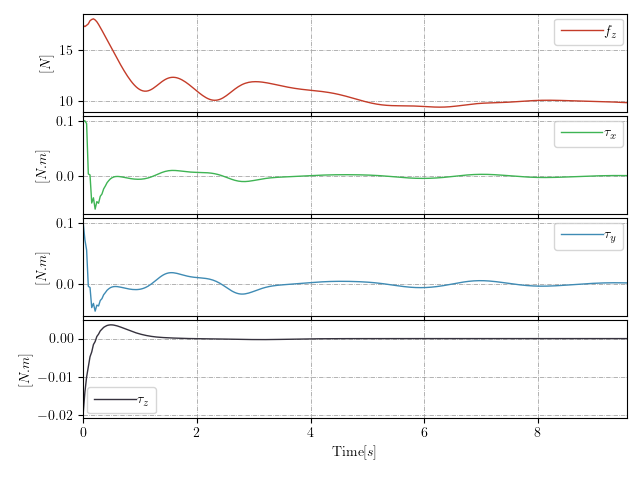 15
10
[N]
f_z
0.1
0.0
[N.m]
τ_x
0.1
0.0
[N.m]
τ_y
0.00
−0.01
−0.02
[N.m]
τ_z
0 2 4 6 8
Time[s]